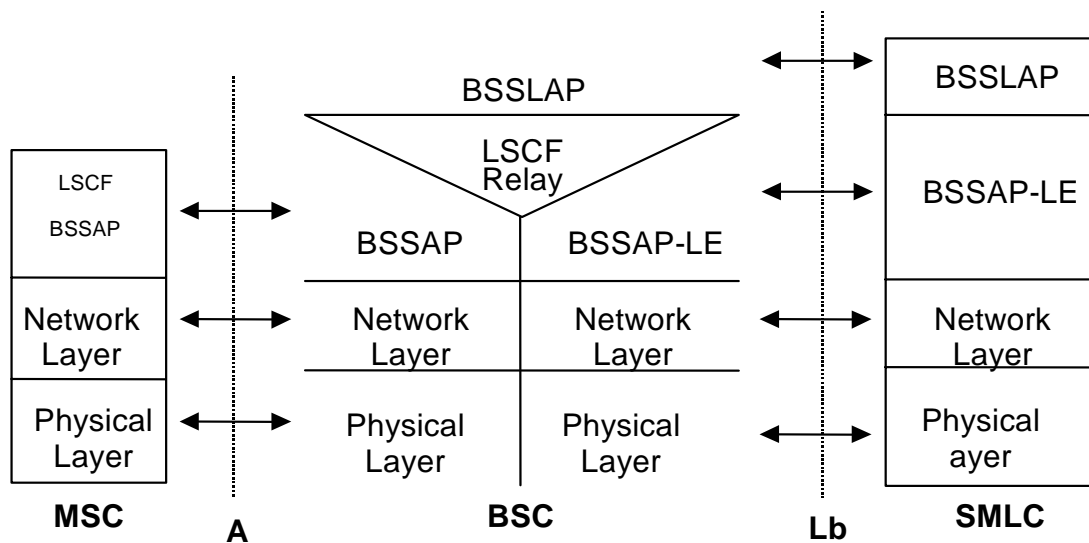 LSCF
BSSAP
Network
Layer
Physical
Layer
MSC
A
BSSLAP
LSCF
Relay
BSSAP
BSSAP-LE
Network
Layer
Network
Layer
Physical
Layer
Physical
Layer
BSC
Lb
BSSLAP
BSSAP-LE
Network
Layer
Physical
ayer
SMLC